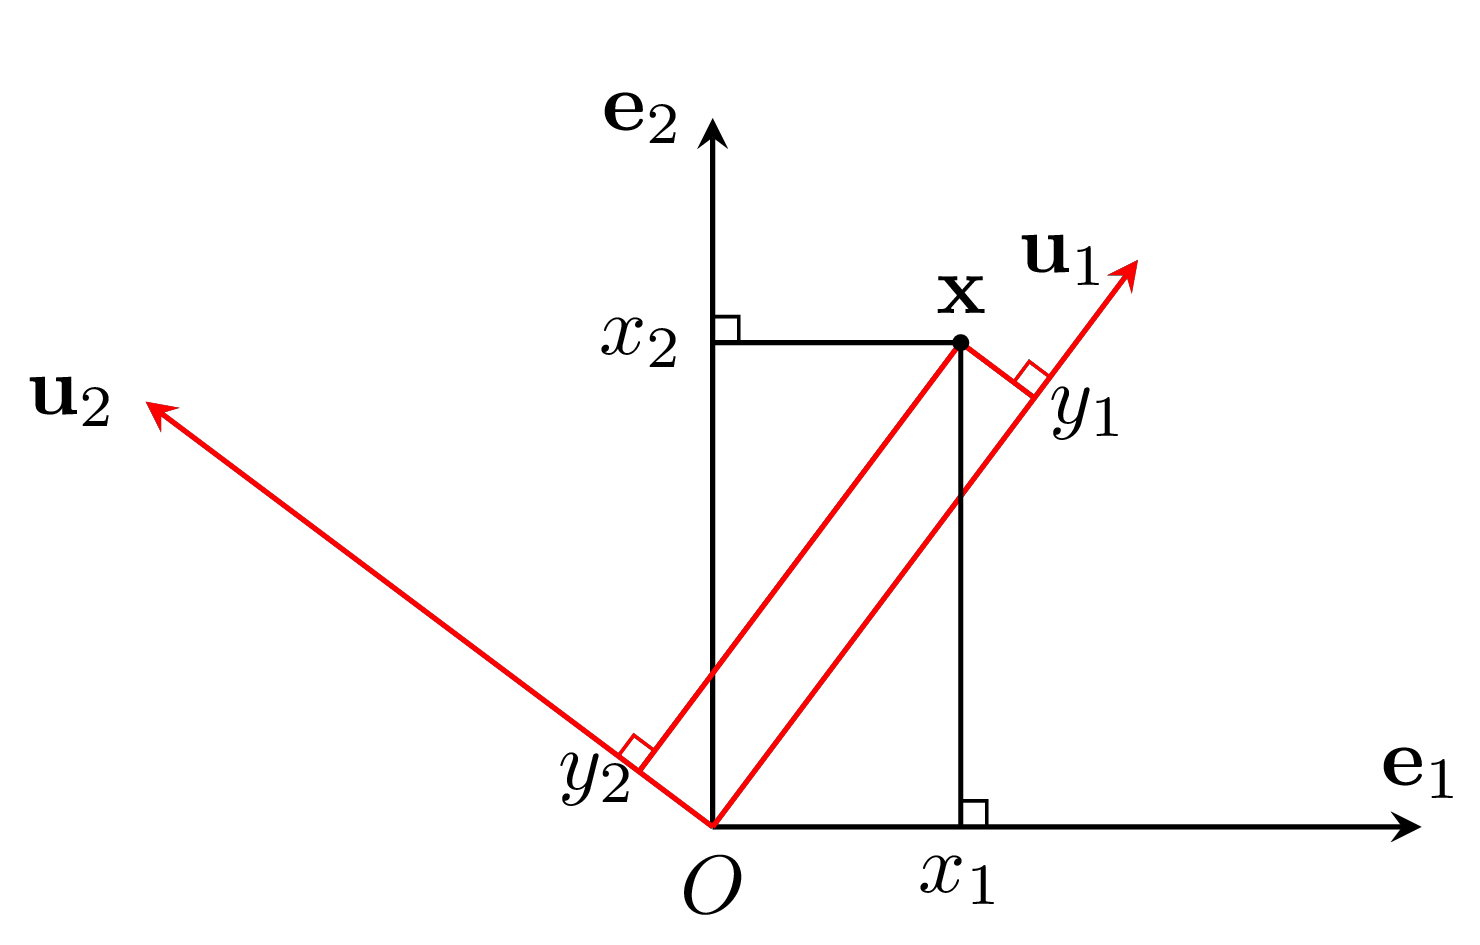 e₂
u₁
x
x₂
u₂
y₁
y₂
e₁
O
x₁